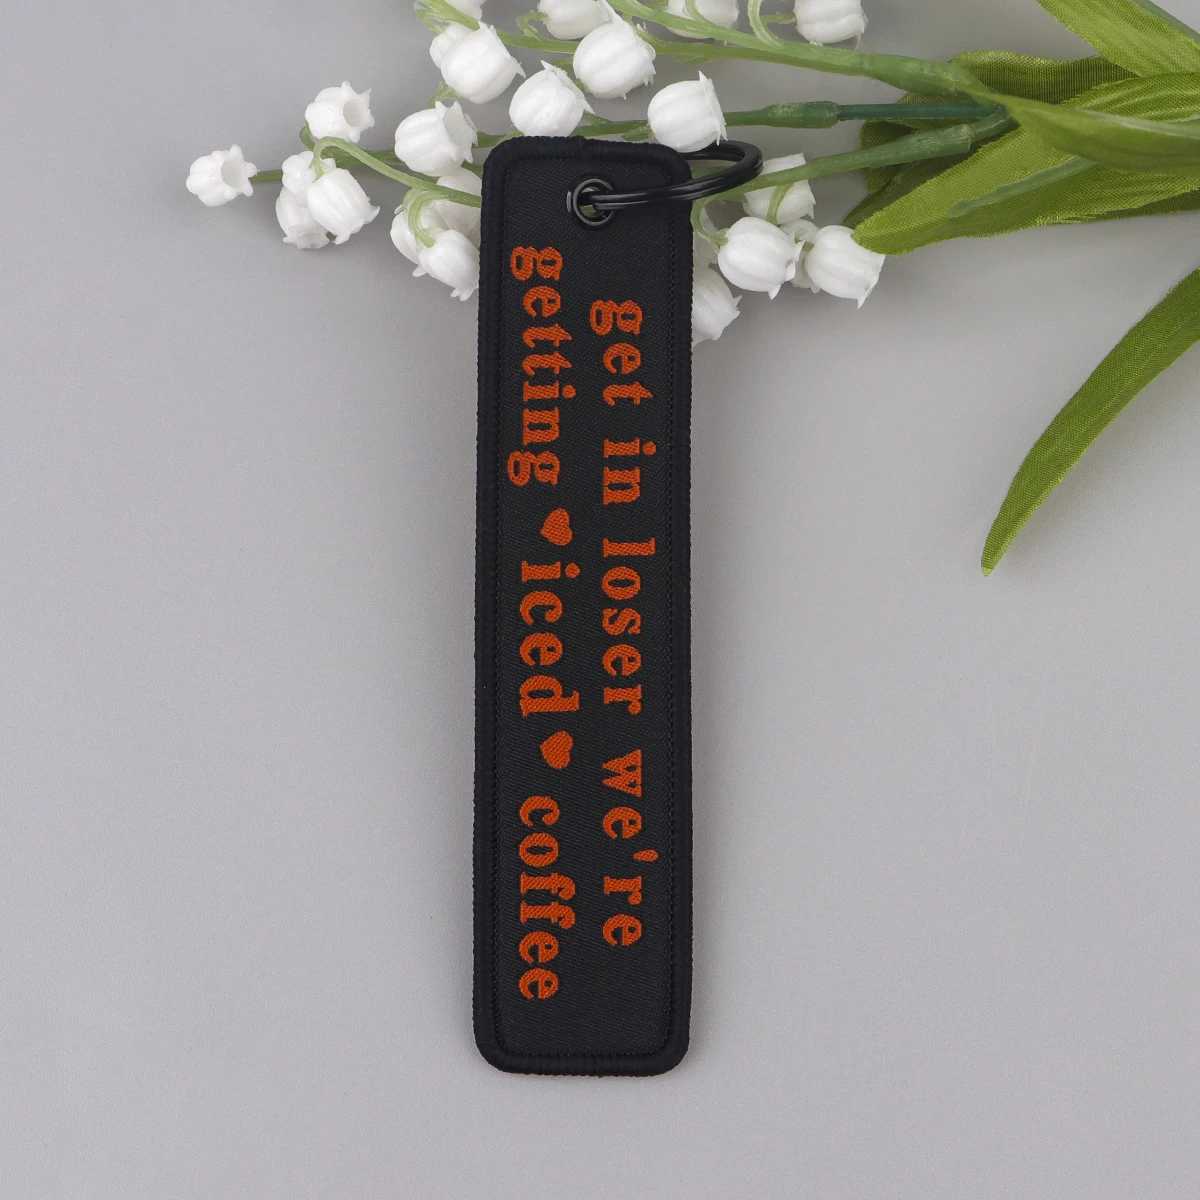 get in loser we're
getting ♥ iced ♥ coffee